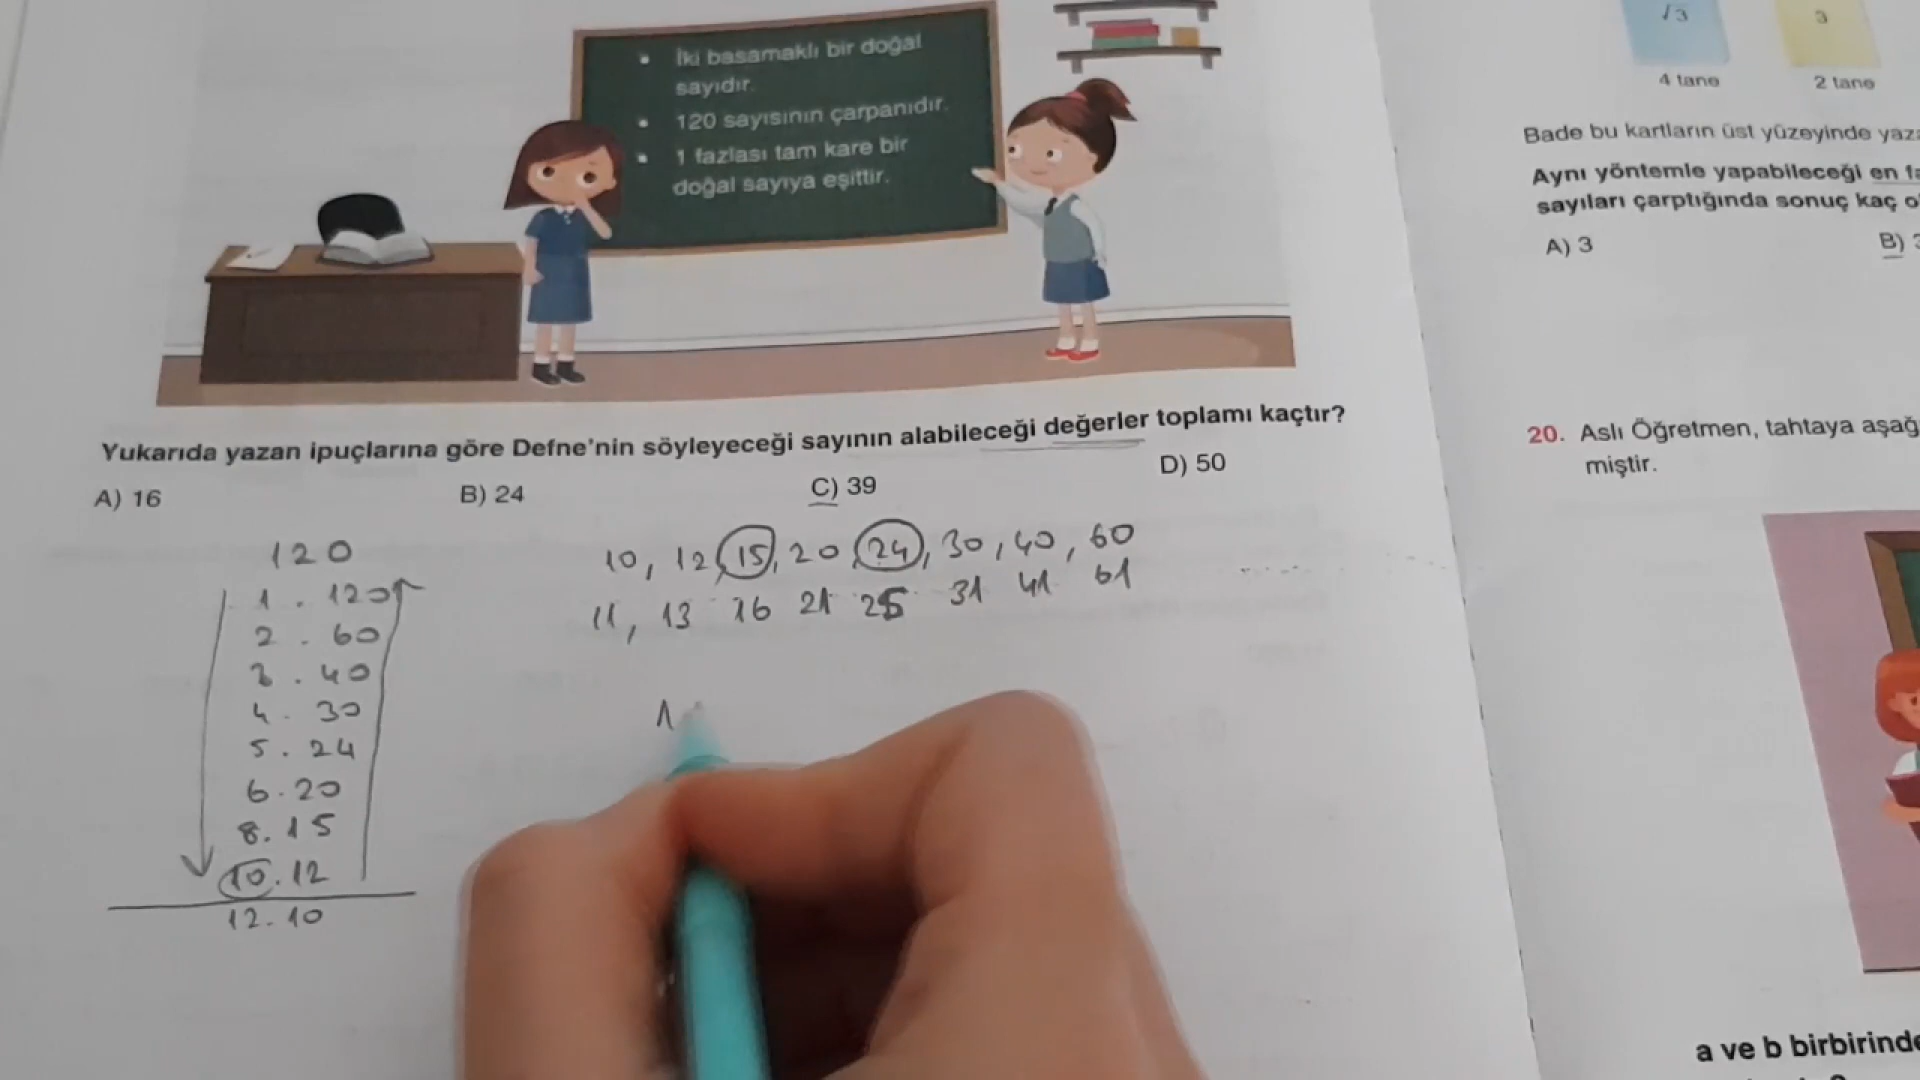 • İki basamaklı bir doğal
sayıdır.
• 120 sayısının çarpanıdır.
• 1 fazlası tam kare bir
doğal sayıya eşittir.
Yukarıda yazan ipuçlarına göre Defne'nin söyleyeceği sayının alabileceği değerler toplamı kaçtır?
A) 16
B) 24
C) 39
D) 50
120
1 . 120
2 . 60
3 . 40
4 . 30
5 . 24
6 . 20
8 . 15
10 . 12
12 . 10
10, 12, 15, 20, 24, 30, 40, 60
11, 13 16 21 25 31 41 61
1
√3
3
4 tane
2 tane
Bade bu kartların üst yüzeyinde
Aynı yöntemle yapabileceği en
sayıları çarptığında sonuç kaç
A) 3
B)
20. Aslı Öğretmen, tahtaya
miştir.
a ve b